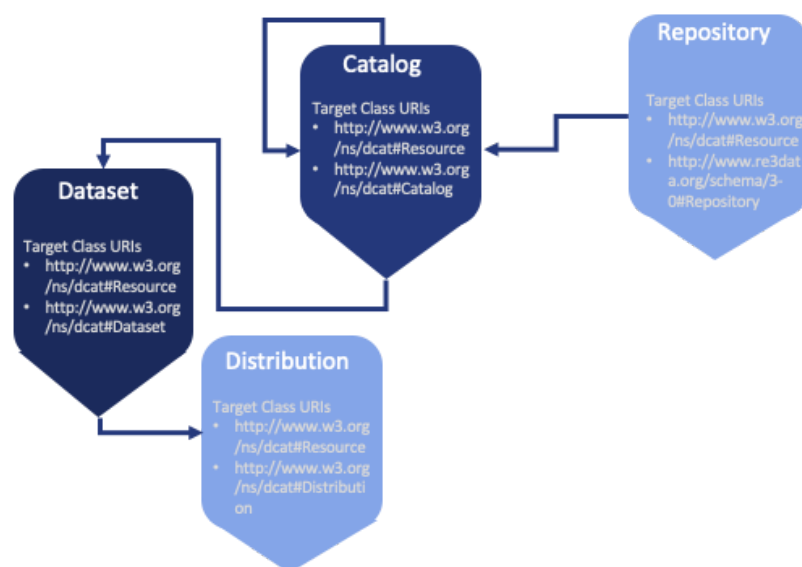 Catalog
Target Class URIs
• http://www.w3.org
/ns/dcat#Resource
• http://www.w3.org
/ns/dcat#Catalog
Repository
Target Class URIs
• http://www.w3.org
/ns/dcat#Resource
• http://www.re3dat
a.org/schema/3-
0#Repository
Dataset
Target Class URIs
• http://www.w3.org
/ns/dcat#Resource
• http://www.w3.org
/ns/dcat#Dataset
Distribution
Target Class URIs
• http://www.w3.org
/ns/dcat#Resource
• http://www.w3.org
/ns/dcat#Distributi
on